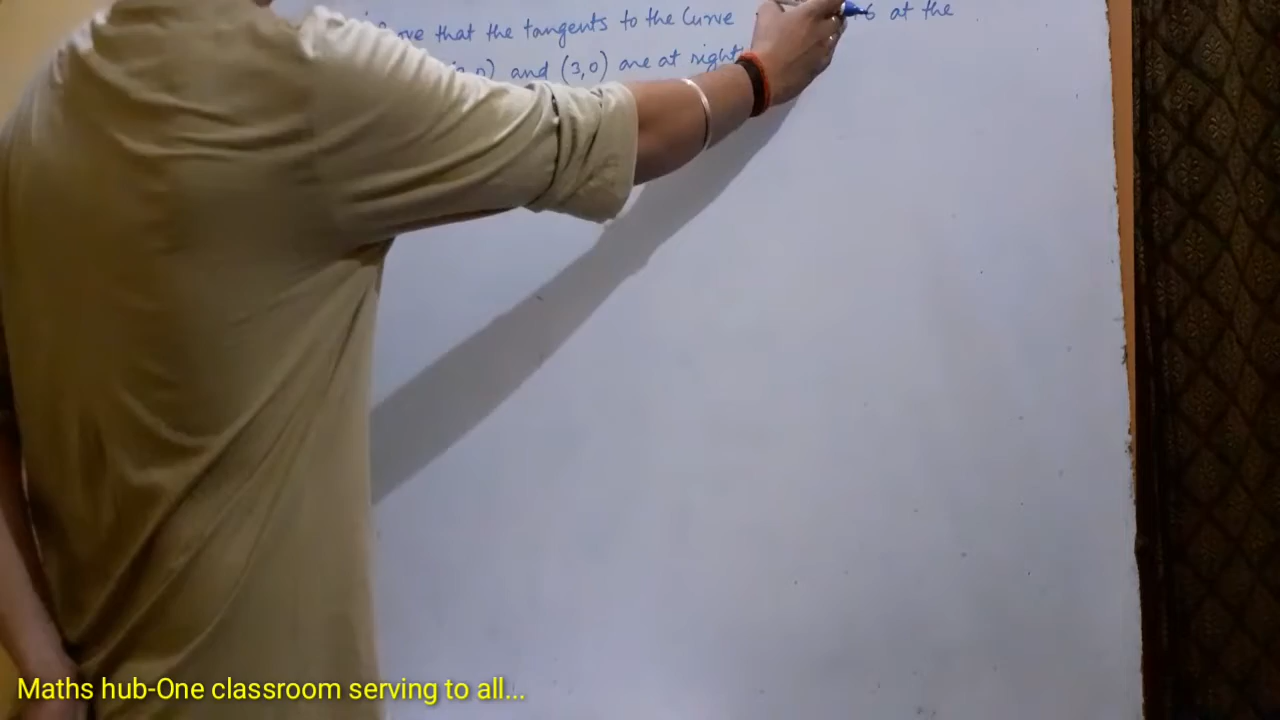 that the tangents to the Curve 6 at the
and (3,0) are at right
Maths hub-One classroom serving to all...